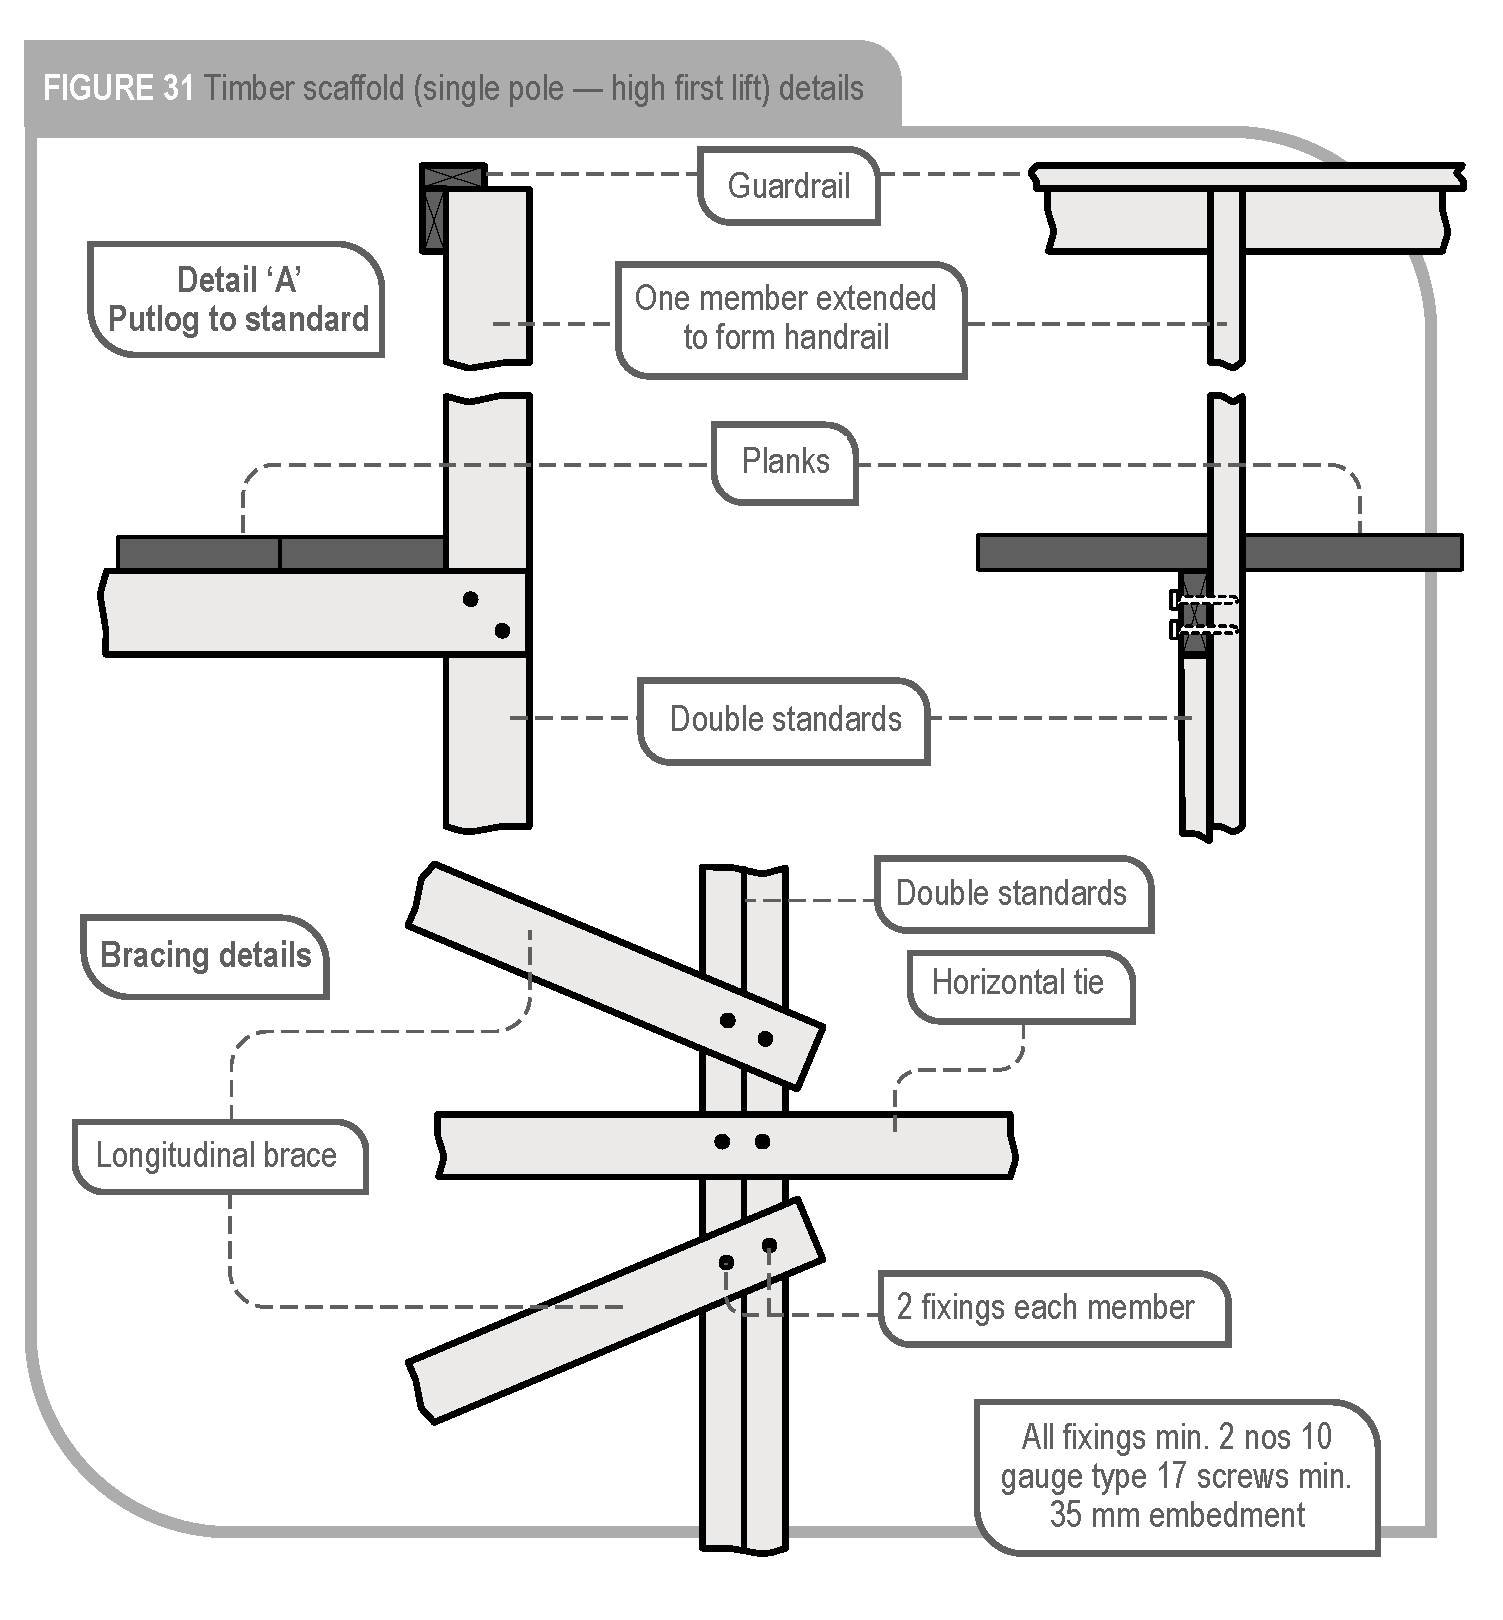 FIGURE 31 Timber scaffold (single pole — high first lift) details
Guardrail
Detail ‘A’
Putlog to standard
One member extended
to form handrail
Planks
Double standards
Double standards
Bracing details
Horizontal tie
Longitudinal brace
2 fixings each member
All fixings min. 2 nos 10
gauge type 17 screws min.
35 mm embedment